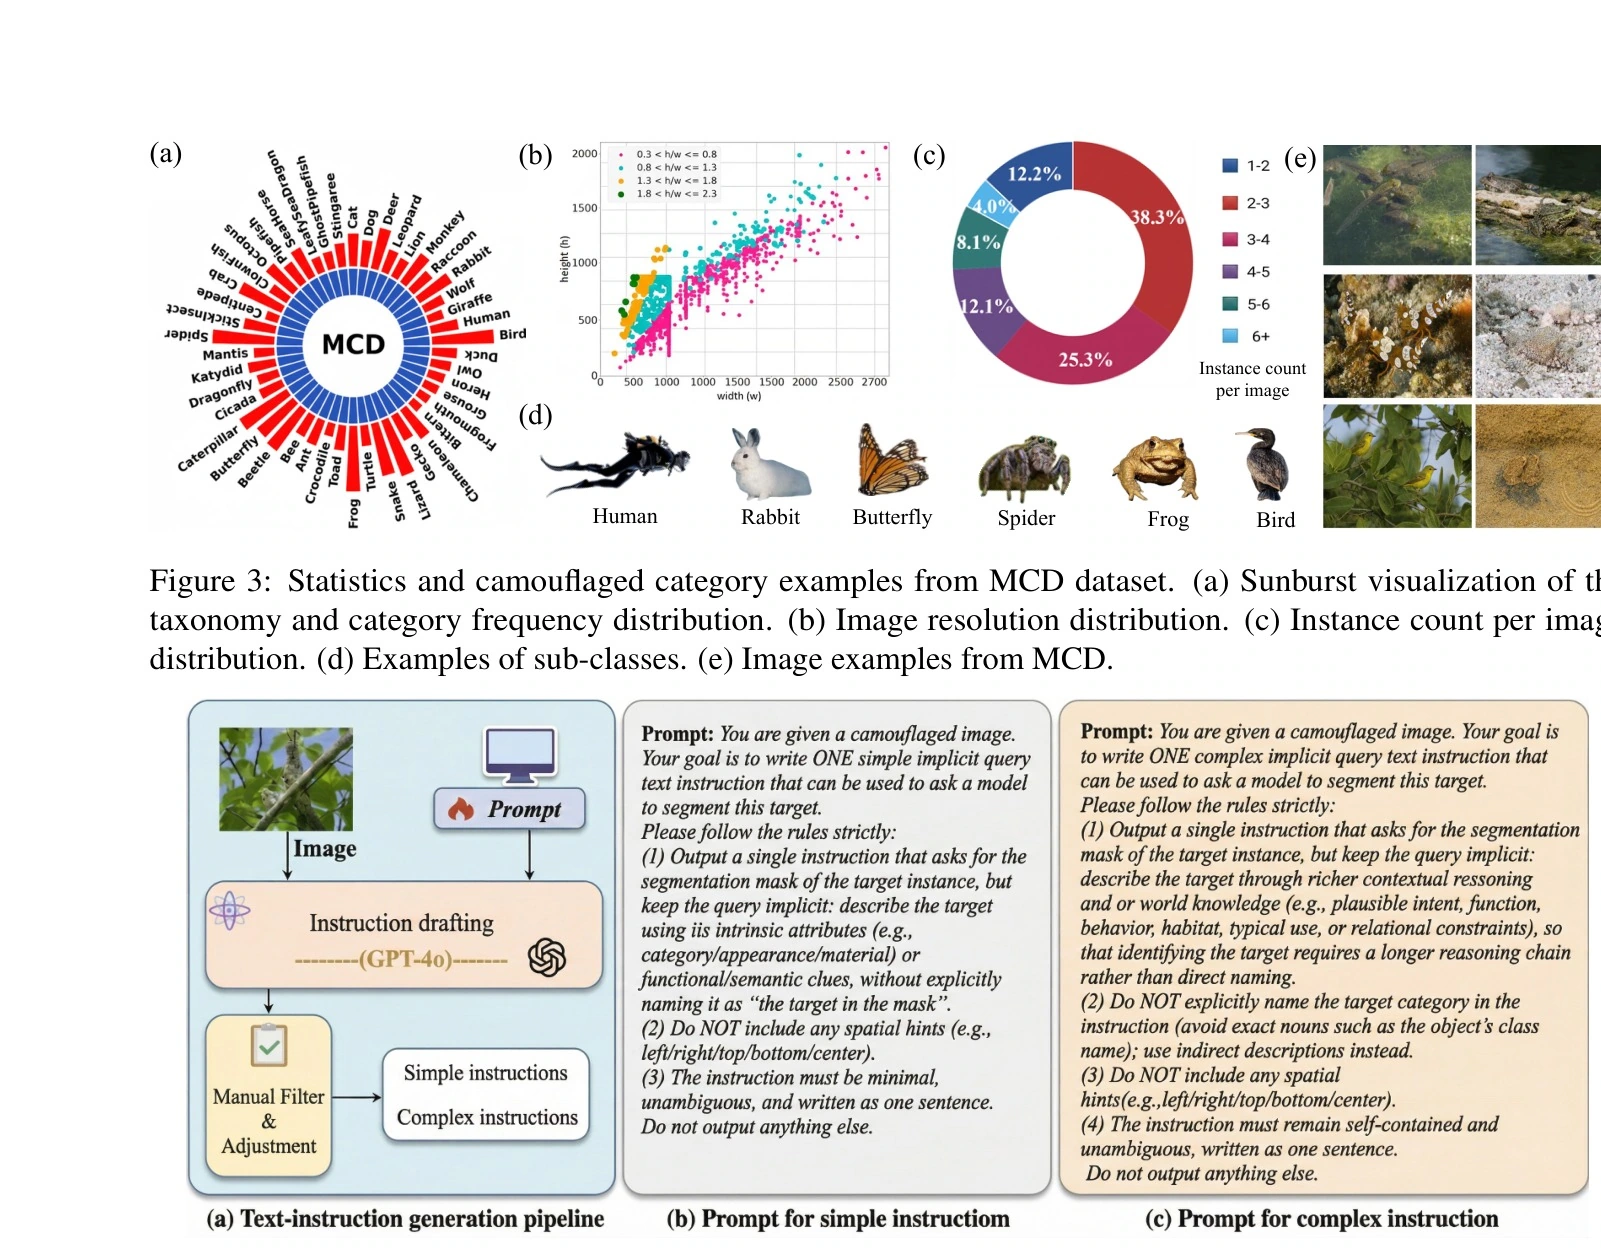 (a)
Cat
Dog
Deer
Leopard
Lion
Monkey
Raccoon
Rabbit
Wolf
Giraffe
Human
Bird
Duck
Owl
Heron
Grouse
Frogmouth
Bittern
Chameleon
Gecko
Lizard
Snake
Turtle
Frog
Toad
Crocodile
Ant
Bee
Beetle
Butterfly
Caterpillar
Cicada
Dragonfly
Katydid
Mantis
Spider
StickInsect
Centipede
Crab
ClownFish
Octopus
Pipefish
SeaHorse
LeafySeaDragon
GhostPipefish
Stingaree
MCD
(b)
2000
1500
1000
500
0
height (h)
0.3 < h/w <= 0.8
0.8 < h/w <= 1.3
1.3 < h/w <= 1.8
1.8 < h/w <= 2.3
0 500 1000 1000 1500 1500 2000 2500 2700
width (w)
(c)
12.2%
38.3%
4.0%
8.1%
12.1%
25.3%
1-2
2-3
3-4
4-5
5-6
6+
Instance count
per image
(e)
(d)
Human Rabbit Butterfly Spider Frog Bird
Figure 3: Statistics and camouflaged category examples from MCD dataset. (a) Sunburst visualization of th
taxonomy and category frequency distribution. (b) Image resolution distribution. (c) Instance count per imag
distribution. (d) Examples of sub-classes. (e) Image examples from MCD.
Image
Prompt
Instruction drafting
--------(GPT-4o)-------
Manual Filter
&
Adjustment
Simple instructions
Complex instructions
(a) Text-instruction generation pipeline
Prompt: You are given a camouflaged image.
Your goal is to write ONE simple implicit query
text instruction that can be used to ask a model
to segment this target.
Please follow the rules strictly:
(1) Output a single instruction that asks for the
segmentation mask of the target instance, but
keep the query implicit: describe the target
using iis intrinsic attributes (e.g.,
category/appearance/material) or
functional/semantic clues, without explicitly
naming it as “the target in the mask”.
(2) Do NOT include any spatial hints (e.g.,
left/right/top/bottom/center).
(3) The instruction must be minimal,
unambiguous, and written as one sentence.
Do not output anything else.
(b) Prompt for simple instructiom
Prompt: You are given a camouflaged image. Your goal is
to write ONE complex implicit query text instruction that
can be used to ask a model to segment this target.
Please follow the rules strictly:
(1) Output a single instruction that asks for the segmentation
mask of the target instance, but keep the query implicit:
describe the target through richer contextual ressoning
and or world knowledge (e.g., plausible intent, function,
behavior, habitat, typical use, or relational constraints), so
that identifying the target requires a longer reasoning chain
rather than direct naming.
(2) Do NOT explicitly name the target category in the
instruction (avoid exact nouns such as the object’s class
name); use indirect descriptions instead.
(3) Do NOT include any spatial
hints(e.g.,left/right/top/bottom/center).
(4) The instruction must remain self-contained and
unambiguous, written as one sentence.
Do not output anything else.
(c) Prompt for complex instruction